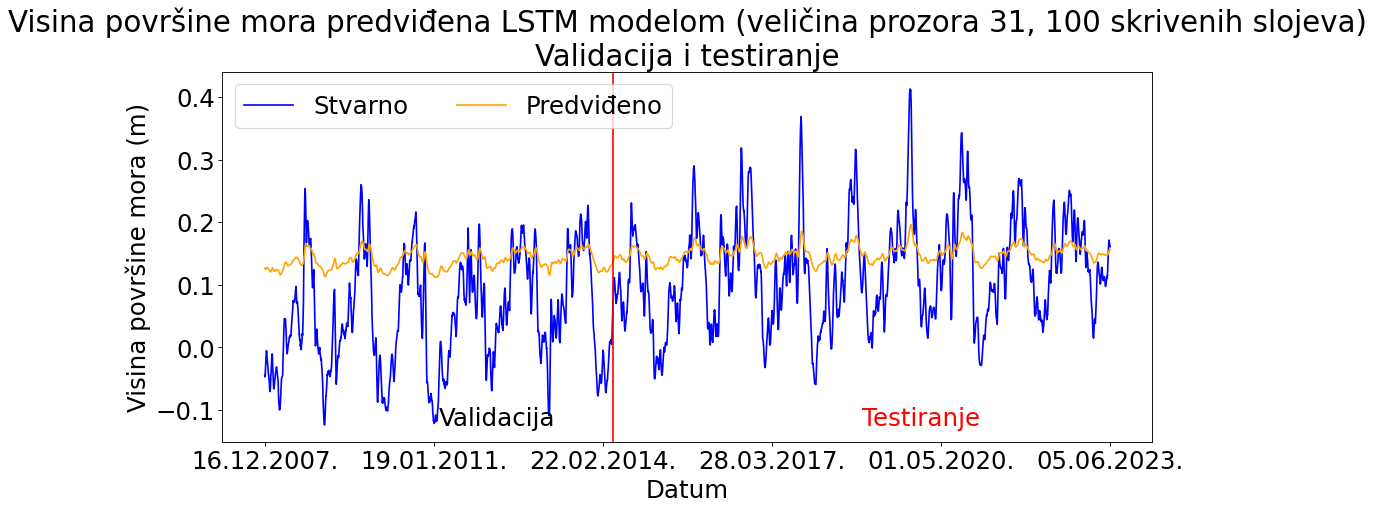 Visina površine mora predviđena LSTM modelom (veličina prozora 31, 100 skrivenih slojeva)
Validacija i testiranje
Stvarno Predviđeno
Visina površine mora (m)
0.4
0.3
0.2
0.1
0.0
−0.1
Validacija Testiranje
16.12.2007. 19.01.2011. 22.02.2014. 28.03.2017. 01.05.2020. 05.06.2023.
Datum